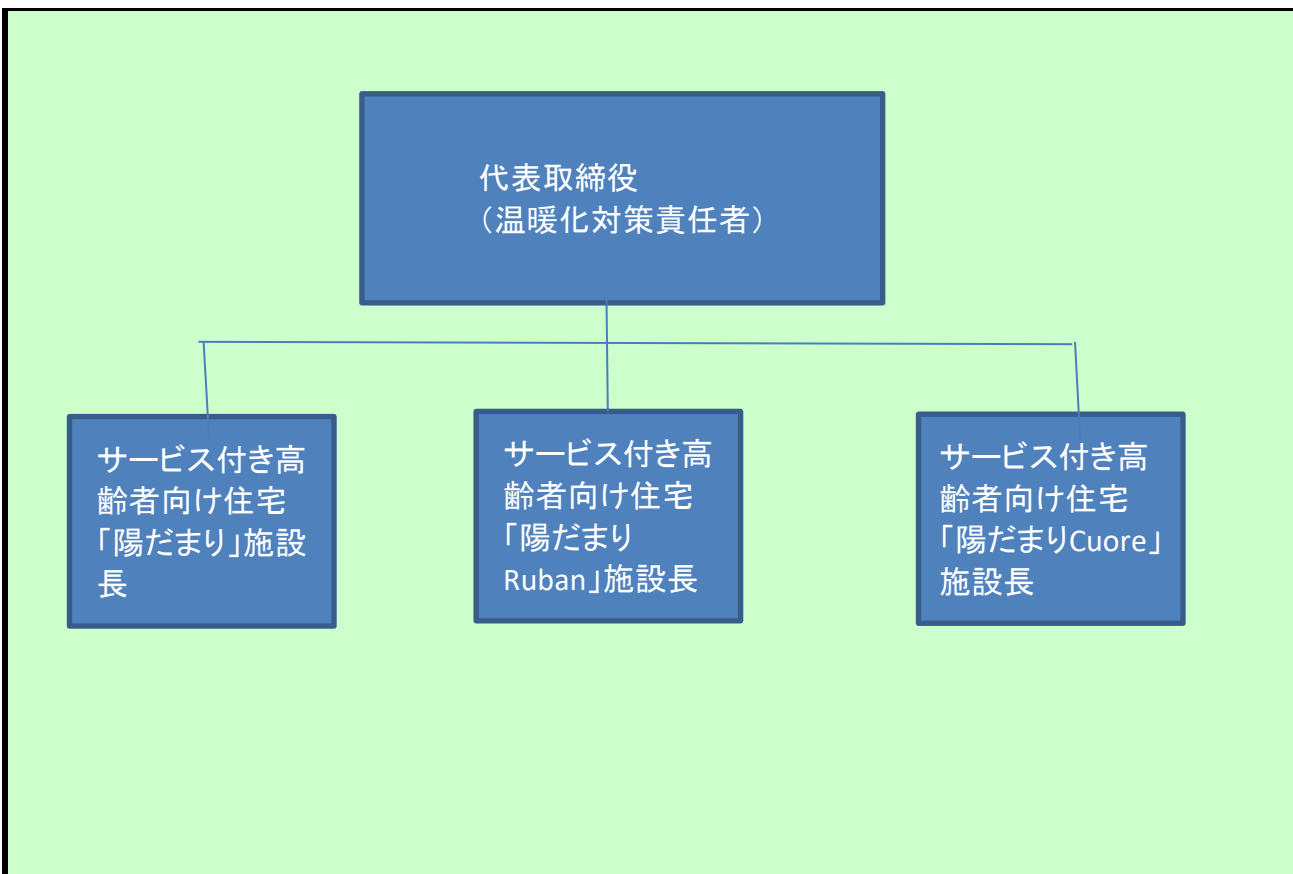 代表取締役
（温暖化対策責任者）
サービス付き高
齢者向け住宅
「陽だまり」施設
長
サービス付き高
齢者向け住宅
「陽だまり
Ruban」施設長
サービス付き高
齢者向け住宅
「陽だまりCuore」
施設長